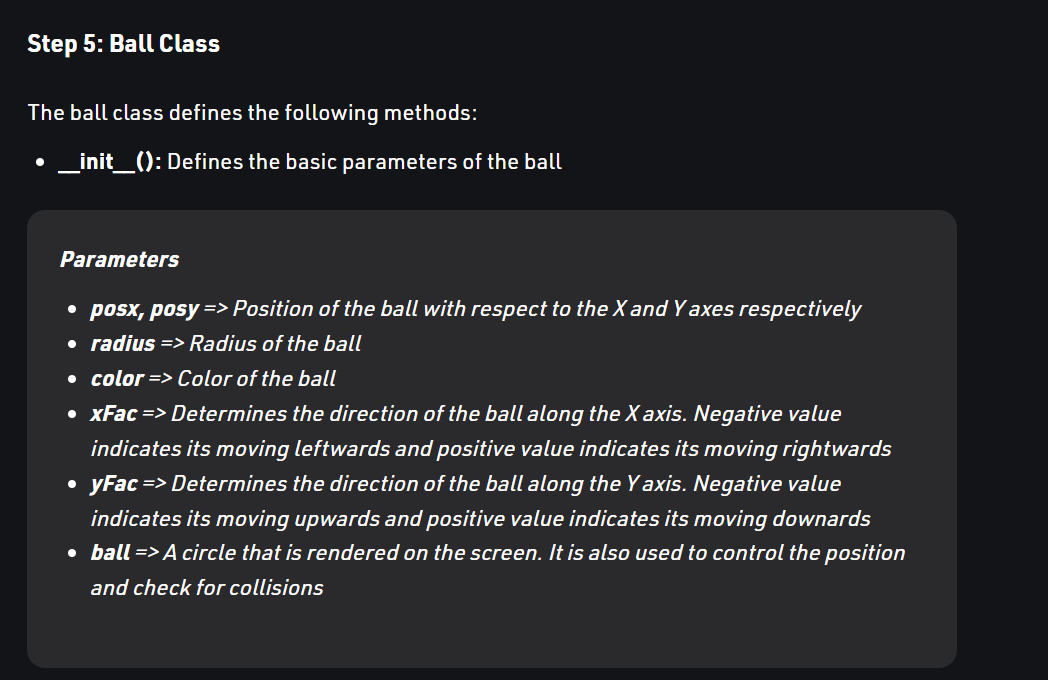 Step 5: Ball Class
The ball class defines the following methods:
• __init__(): Defines the basic parameters of the ball
Parameters
• posx, posy => Position of the ball with respect to the X and Y axes respectively
• radius => Radius of the ball
• color => Color of the ball
• xFac => Determines the direction of the ball along the X axis. Negative value
indicates its moving leftwards and positive value indicates its moving rightwards
• yFac => Determines the direction of the ball along the Y axis. Negative value
indicates its moving upwards and positive value indicates its moving downards
• ball => A circle that is rendered on the screen. It is also used to control the position
and check for collisions